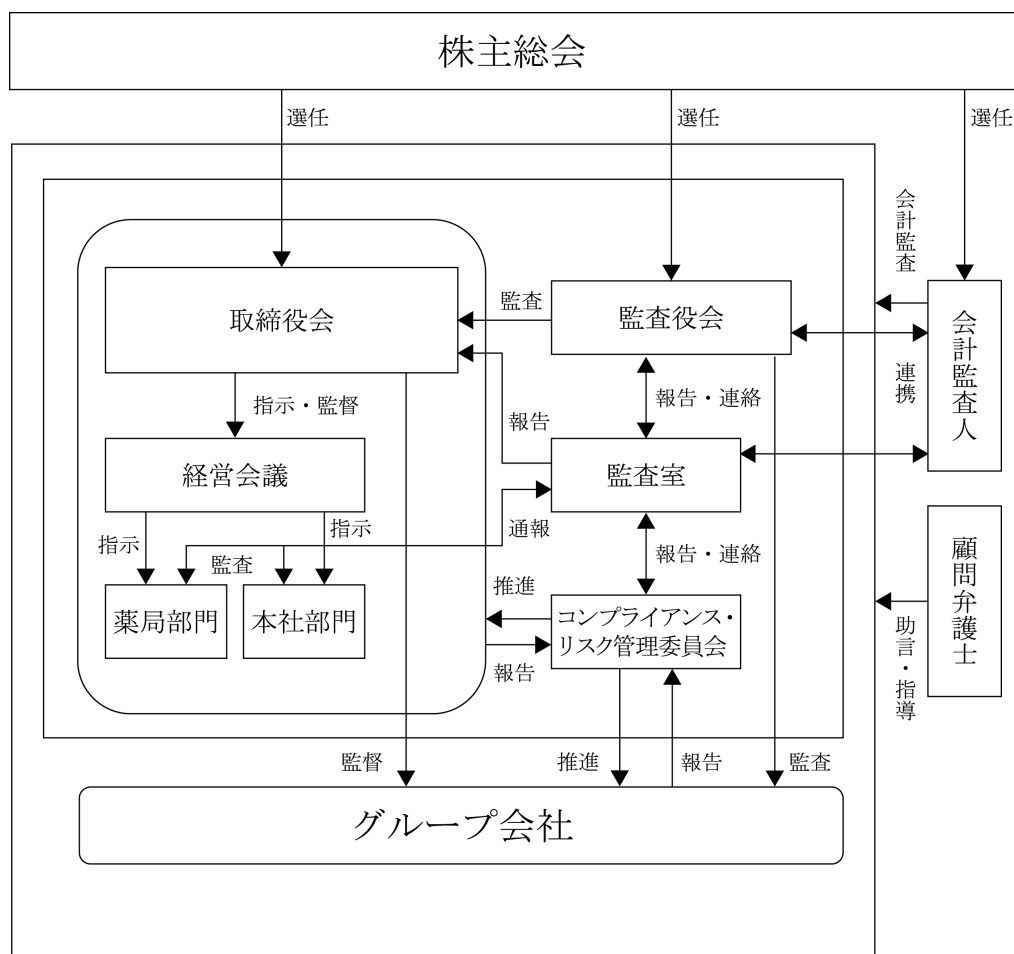 株主総会
選任
選任
選任
会計監査
取締役会
監査
監査役会
会計監査人
連携
指示・監督
報告・連絡
報告
経営会議
監査室
指示
指示
通報
監査
報告・連絡
顧問弁護士
薬局部門
本社部門
推進
コンプライアンス・
リスク管理委員会
報告
助言・指導
監督
推進
報告
監査
グループ会社